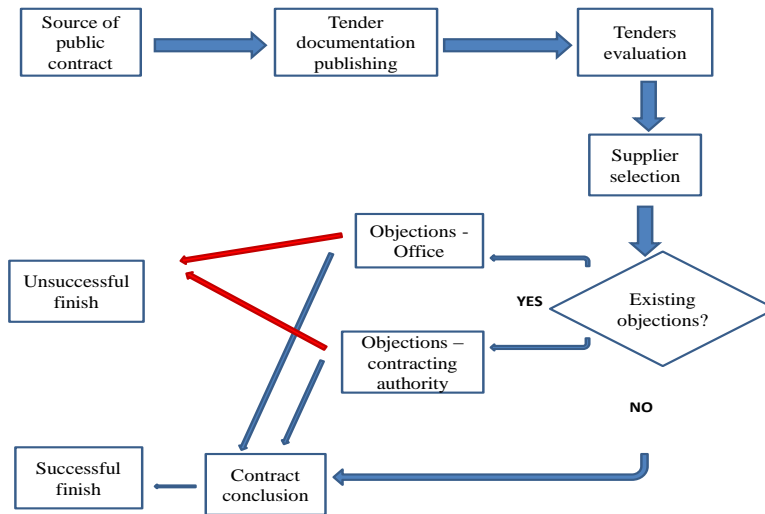 Source of
public
contract
Tender
documentation
publishing
Tenders
evaluation
Supplier
selection
Objections -
Office
Unsuccessful
finish
YES
Existing
objections?
Objections –
contracting
authority
NO
Successful
finish
Contract
conclusion